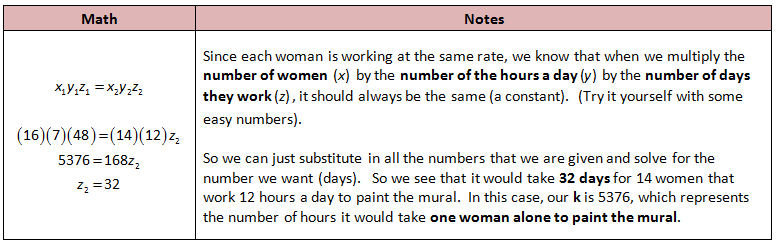 Math
Notes
x₁y₁z₁ = x₂y₂z₂
(16)(7)(48)=(14)(12)z₂
5376=168z₂
z₂ =32
Since each woman is working at the same rate, we know that when we multiply the
number of women (x) by the number of the hours a day (y) by the number of days
they work (z), it should always be the same (a constant). (Try it yourself with some
easy numbers).
So we can just substitute in all the numbers that we are given and solve for the
number we want (days). So we see that it would take 32 days for 14 women that
work 12 hours a day to paint the mural. In this case, our k is 5376, which represents
the number of hours it would take one woman alone to paint the mural.